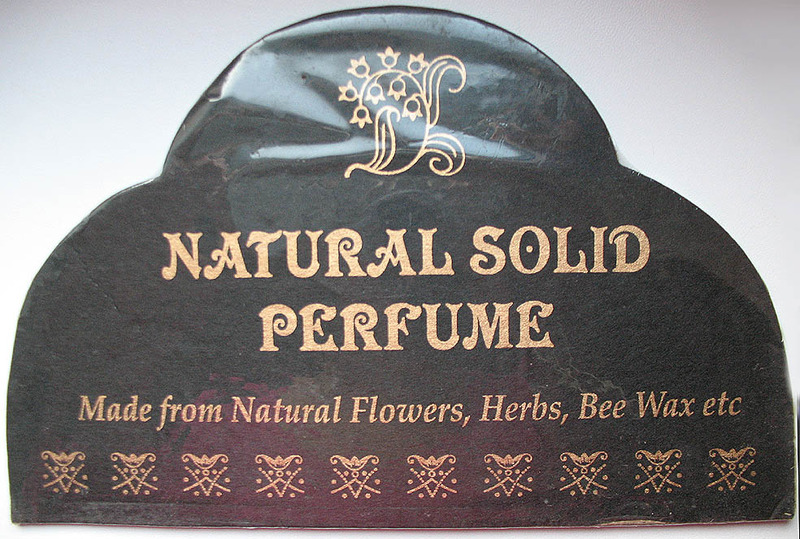 NATURAL SOLID
PERFUME
Made from Natural Flowers, Herbs, Bee Wax etc